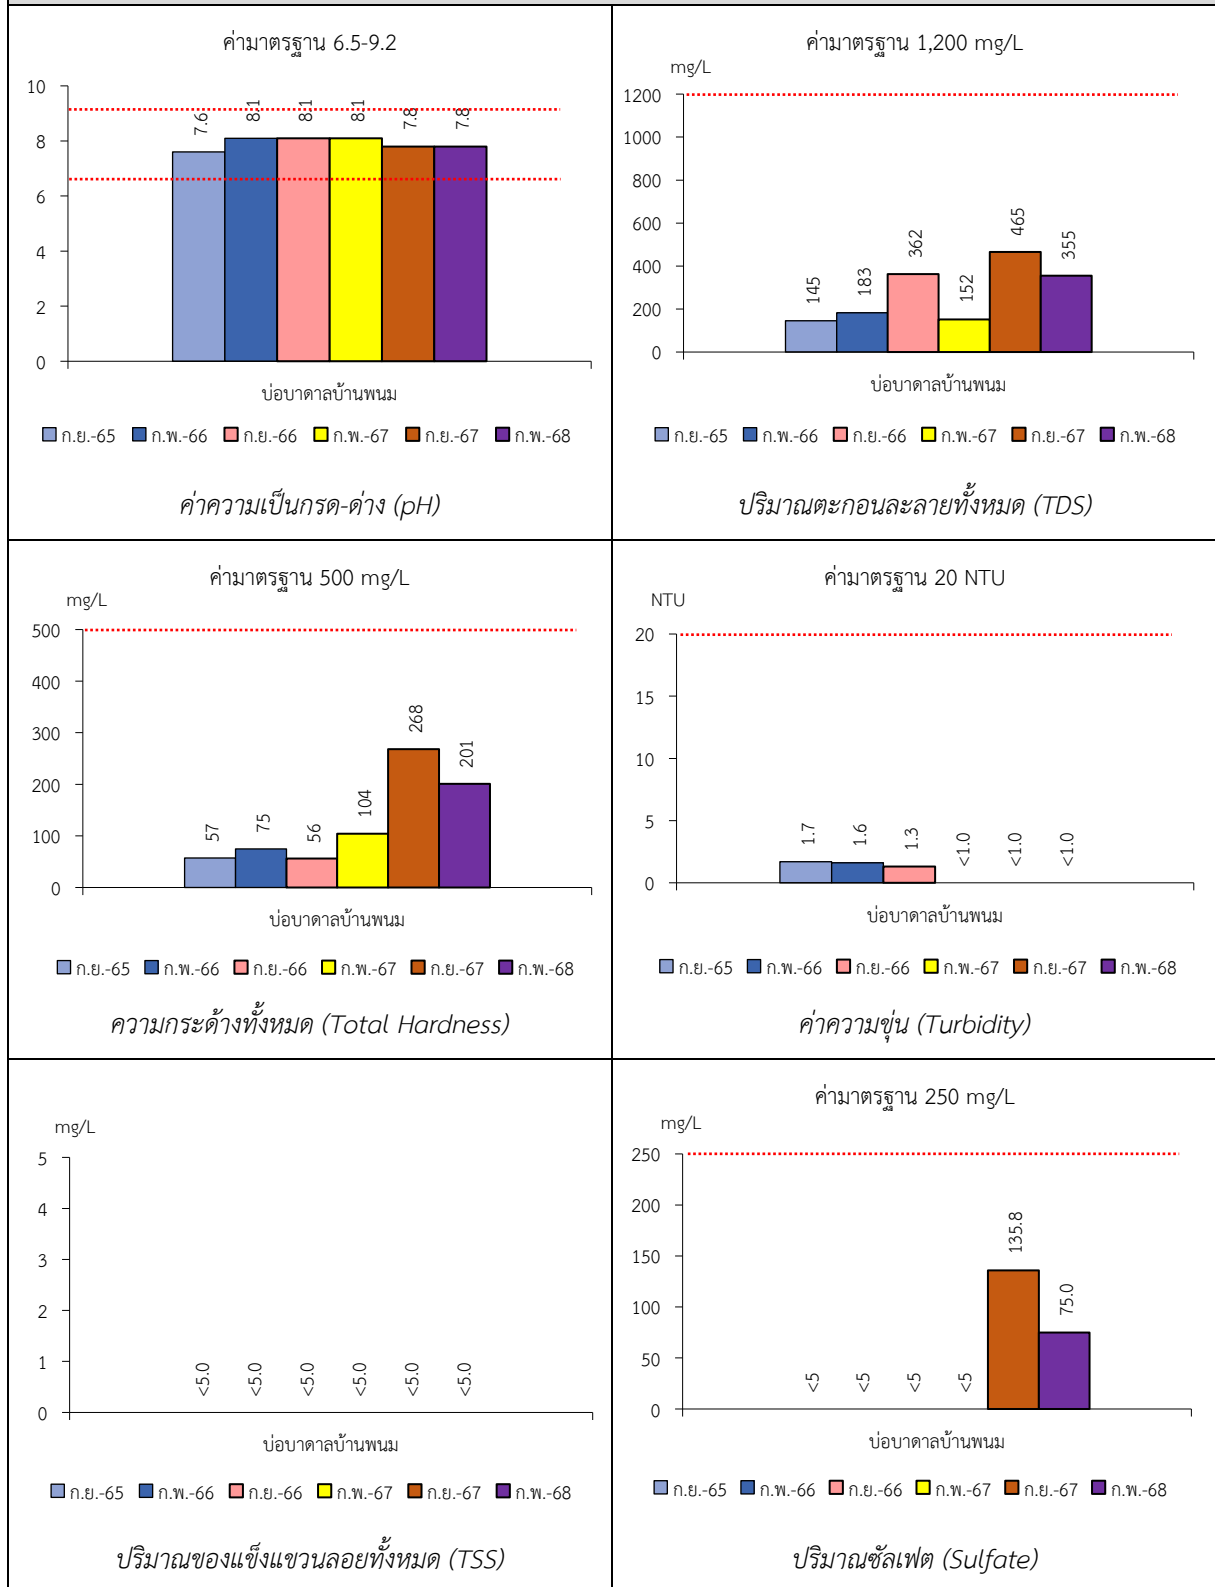 ค่ามาตรฐาน 6.5-9.2
10
8
6
4
2
0
7.6
8.1
8.1
8.1
7.8
7.8
บ่อบาดาลบ้านพนม
ก.ย.-65 ก.พ.-66 ก.ย.-66 ก.พ.-67 ก.ย.-67 ก.พ.-68
ค่าความเป็นกรด-ด่าง (pH)
ค่ามาตรฐาน 1,200 mg/L
mg/L
1200
1000
800
600
400
200
0
145
183
362
152
465
355
บ่อบาดาลบ้านพนม
ก.ย.-65 ก.พ.-66 ก.ย.-66 ก.พ.-67 ก.ย.-67 ก.พ.-68
ปริมาณตะกอนละลายทั้งหมด (TDS)
ค่ามาตรฐาน 500 mg/L
mg/L
500
400
300
200
100
0
57
75
56
104
268
201
บ่อบาดาลบ้านพนม
ก.ย.-65 ก.พ.-66 ก.ย.-66 ก.พ.-67 ก.ย.-67 ก.พ.-68
ความกระด้างทั้งหมด (Total Hardness)
ค่ามาตรฐาน 20 NTU
NTU
20
15
10
5
0
1.7
1.6
1.3
<1.0
<1.0
<1.0
บ่อบาดาลบ้านพนม
ก.ย.-65 ก.พ.-66 ก.ย.-66 ก.พ.-67 ก.ย.-67 ก.พ.-68
ค่าความขุ่น (Turbidity)
mg/L
5
4
3
2
1
0
<5.0
<5.0
<5.0
<5.0
<5.0
<5.0
บ่อบาดาลบ้านพนม
ก.ย.-65 ก.พ.-66 ก.ย.-66 ก.พ.-67 ก.ย.-67 ก.พ.-68
ปริมาณของแข็งแขวนลอยทั้งหมด (TSS)
ค่ามาตรฐาน 250 mg/L
mg/L
250
200
150
100
50
0
<5
<5
<5
<5
135.8
75.0
บ่อบาดาลบ้านพนม
ก.ย.-65 ก.พ.-66 ก.ย.-66 ก.พ.-67 ก.ย.-67 ก.พ.-68
ปริมาณซัลเฟต (Sulfate)